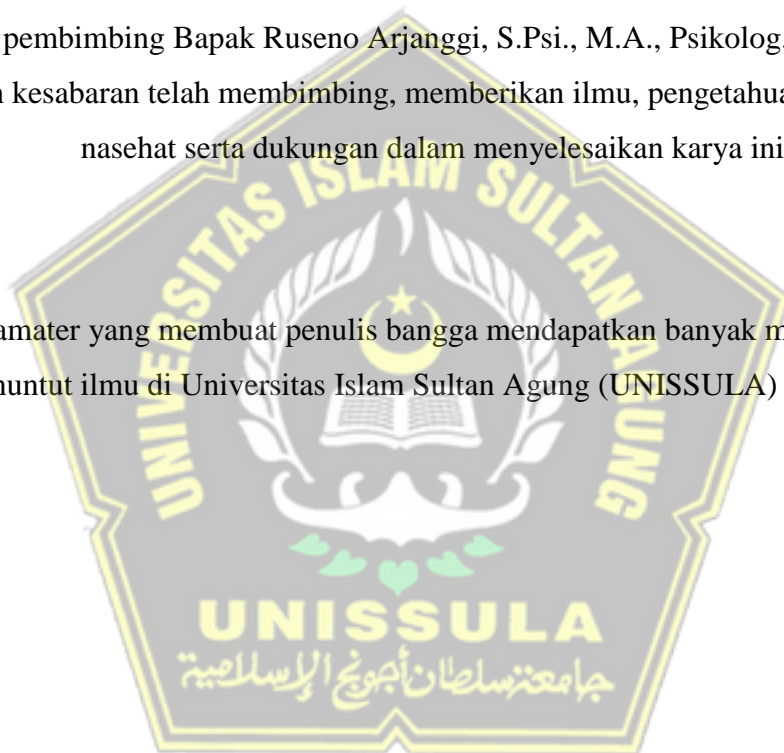 pembimbing Bapak Ruseno Arjanggi, S.Psi., M.A., Psikolog.
kesabaran telah membimbing, memberikan ilmu, pengetahua
nasehat serta dukungan dalam menyelesaikan karya ini
UNIVERSITAS ISLAM SULTAN AGUNG
amater yang membuat penulis bangga mendapatkan banyak m
nuntut ilmu di Universitas Islam Sultan Agung (UNISSULA)
UNISSULA
جامعة سلطان أجونج الإسلامية